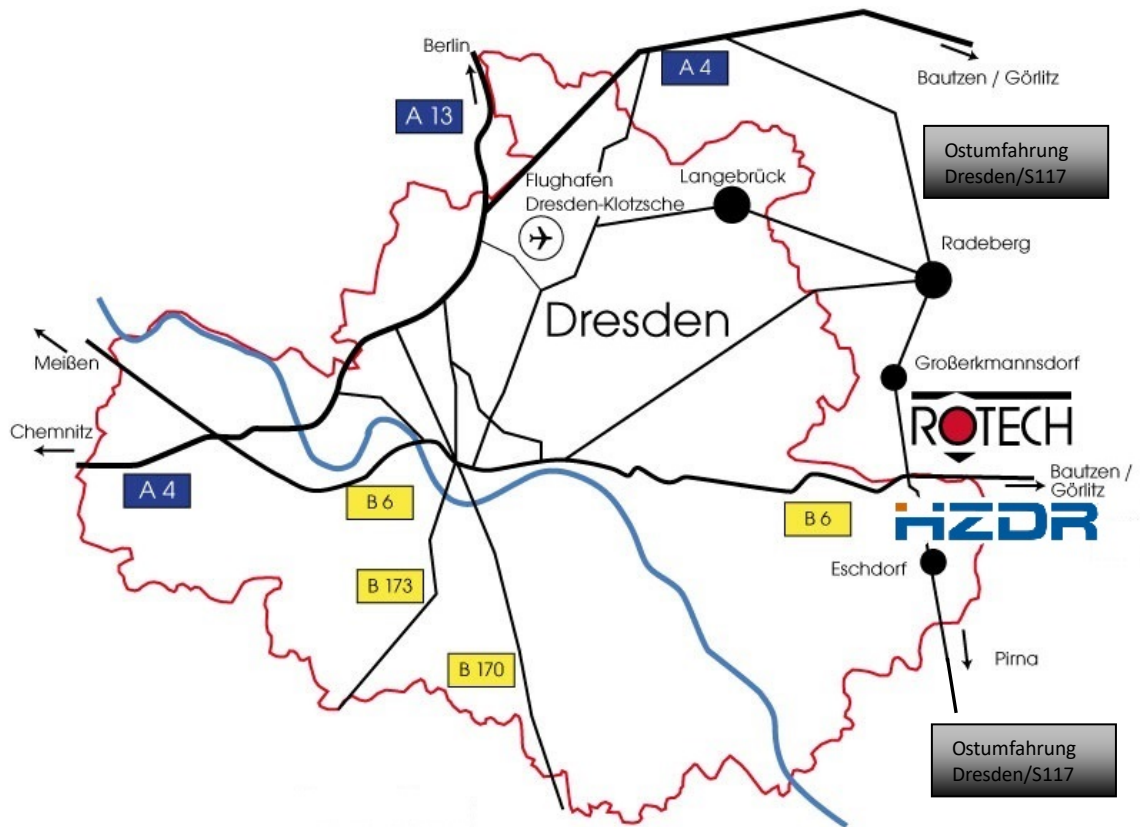 Berlin
A 4
Bautzen / Görlitz
A 13
Ostumfahrung
Dresden/S117
Flughafen
Dresden-Klotzsche
Langebrück
Radeberg
Dresden
Meißen
Großerkmannsdorf
ROTECH
Chemnitz
A 4
B 6
Bautzen /
Görlitz
B 6
HZDR
Eschdorf
B 173
B 170
Pirna
Ostumfahrung
Dresden/S117